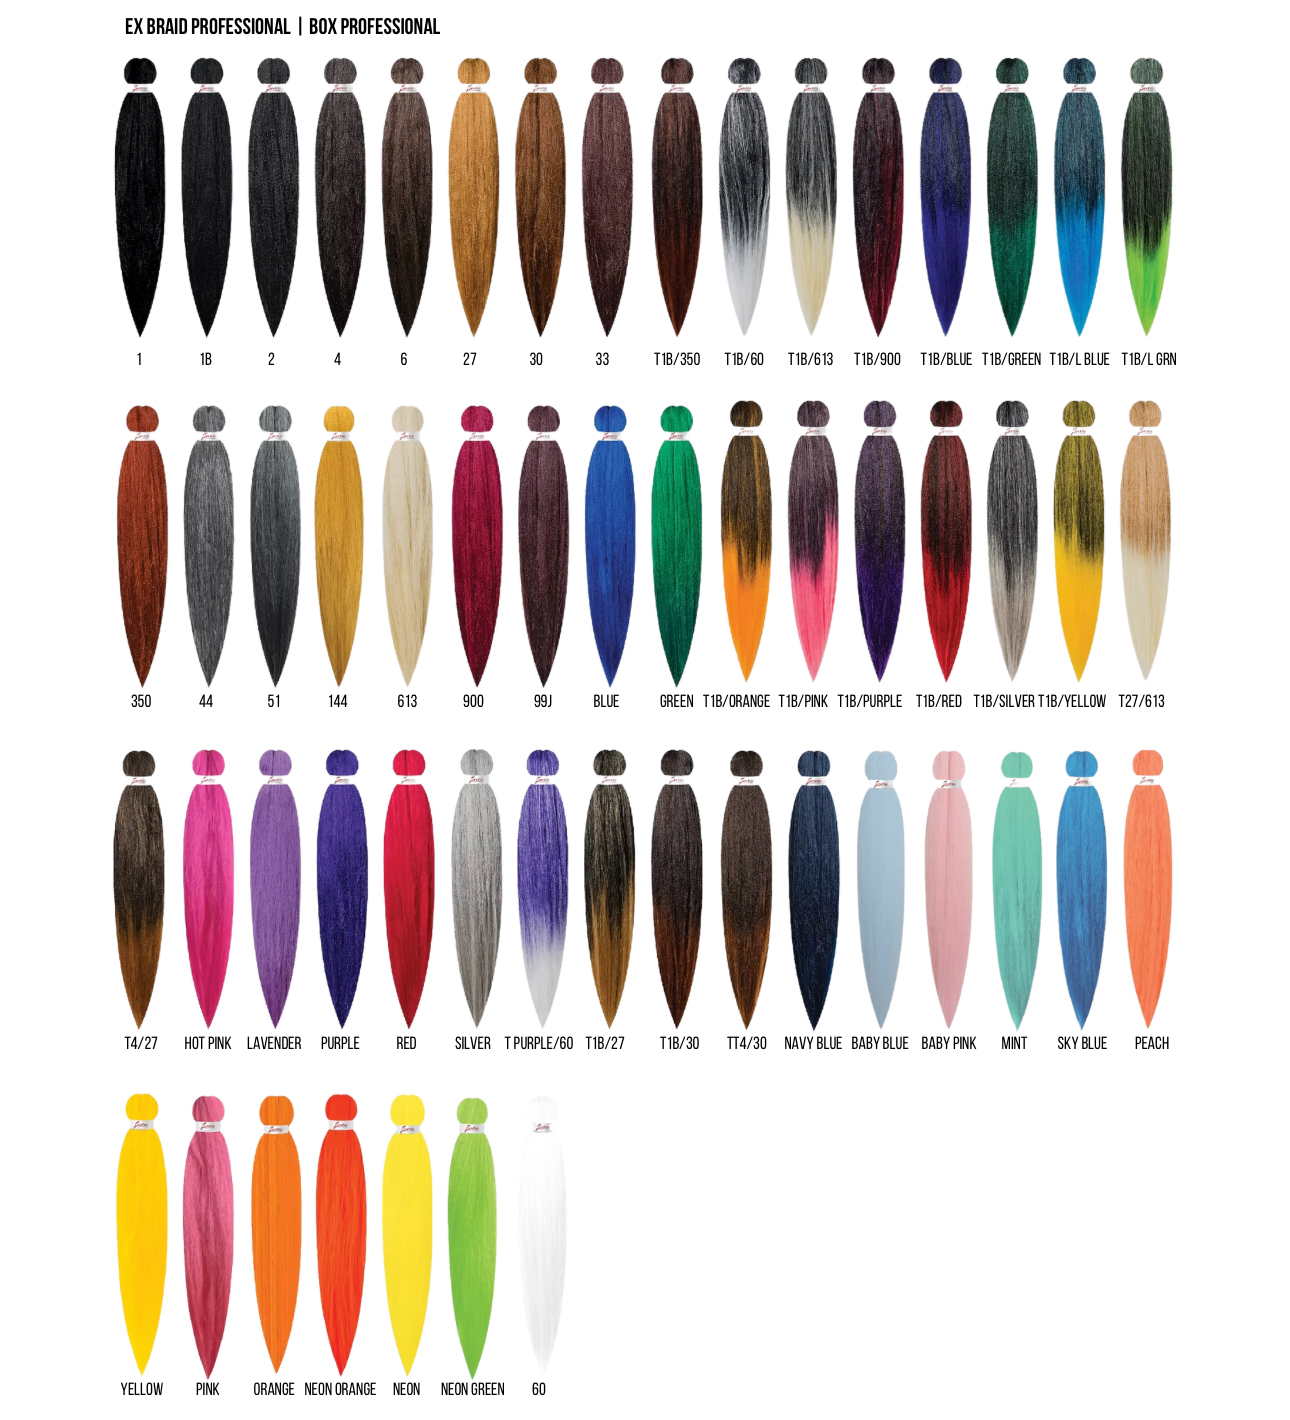 EX BRAID PROFESSIONAL | BOX PROFESSIONAL
1 1B 2 4 6 27 30 33 T1B/350 T1B/60 T1B/613 T1B/900 T1B/BLUE T1B/GREEN T1B/L BLUE T1B/L GRN
350 44 51 144 613 900 99J BLUE GREEN T1B/ORANGE T1B/PINK T1B/PURPLE T1B/RED T1B/SILVER T1B/YELLOW T27/613
T4/27 HOT PINK LAVENDER PURPLE RED SILVER T PURPLE/60 T1B/27 T1B/30 TT4/30 NAVY BLUE BABY BLUE BABY PINK MINT SKY BLUE PEACH
YELLOW PINK ORANGE NEON ORANGE NEON NEON GREEN 60